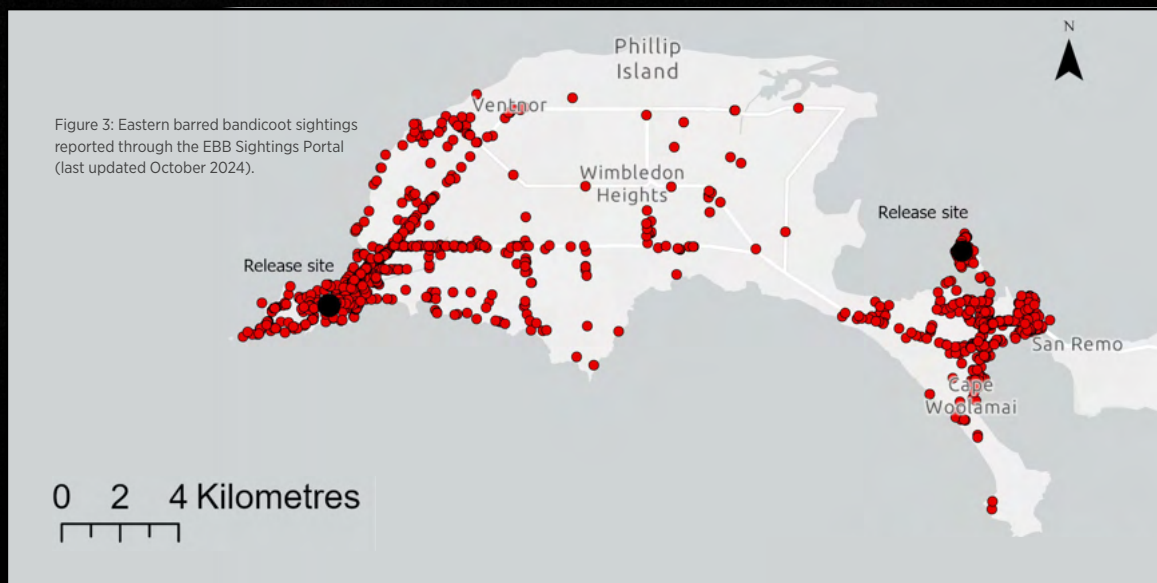 Phillip
Island
N
Ventnor
Figure 3: Eastern barred bandicoot sightings
reported through the EBB Sightings Portal
(last updated October 2024).
Wimbledon
Heights
Release site
Release site
San Remo
Cape
Woolamai
0 2 4 Kilometres